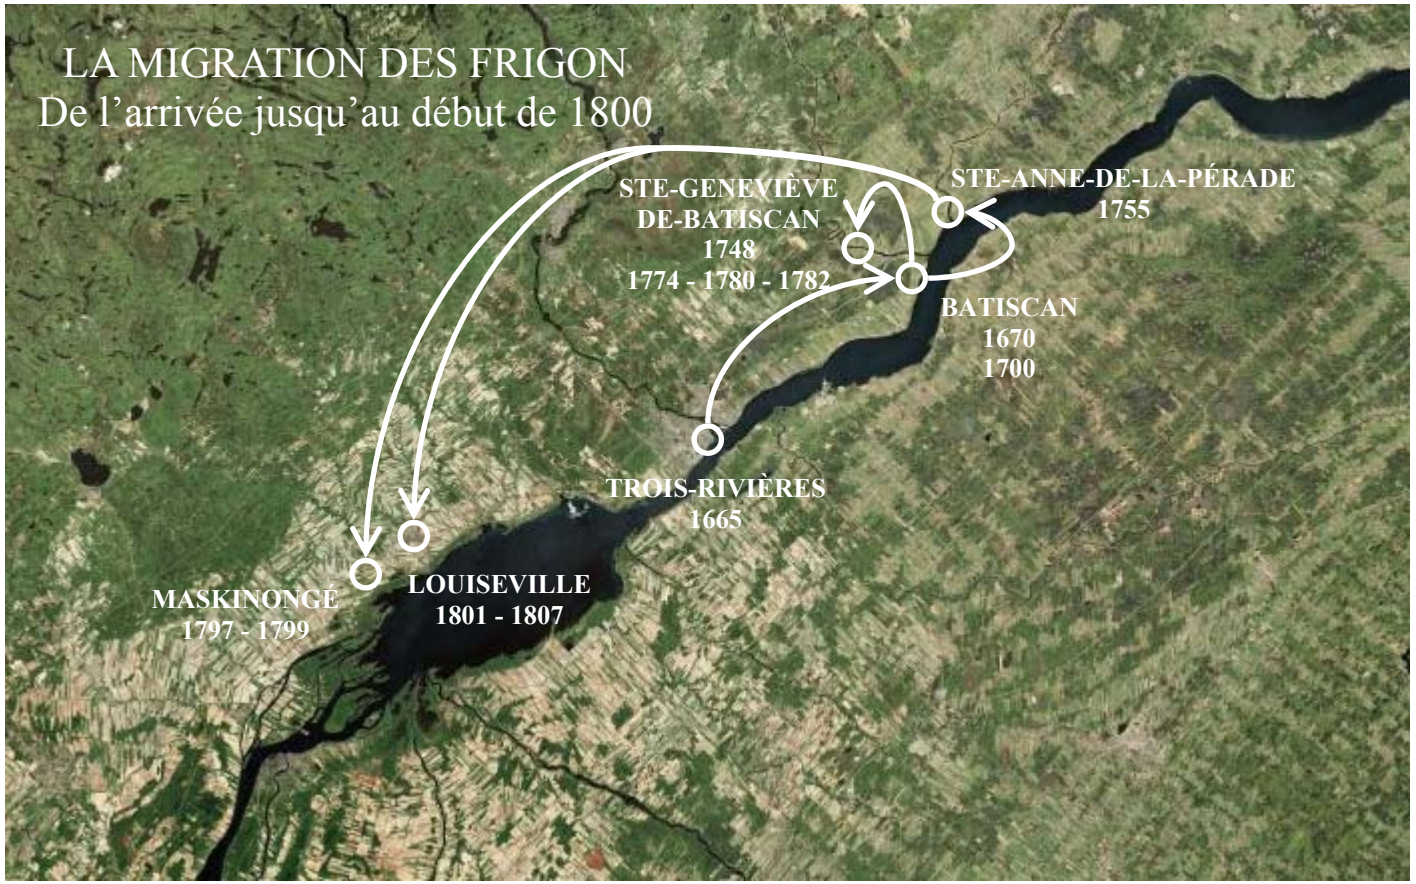 LA MIGRATION DES FRIGON
De l’arrivée jusqu’au début de 1800
STE-GENEVIÈVE
DE-BATISCAN
1748
1774 - 1780 - 1782
STE-ANNE-DE-LA-PÉRADE
1755
BATISCAN
1670
1700
TROIS-RIVIÈRES
1665
LOUISEVILLE
1801 - 1807
MASKINONGÉ
1797 - 1799